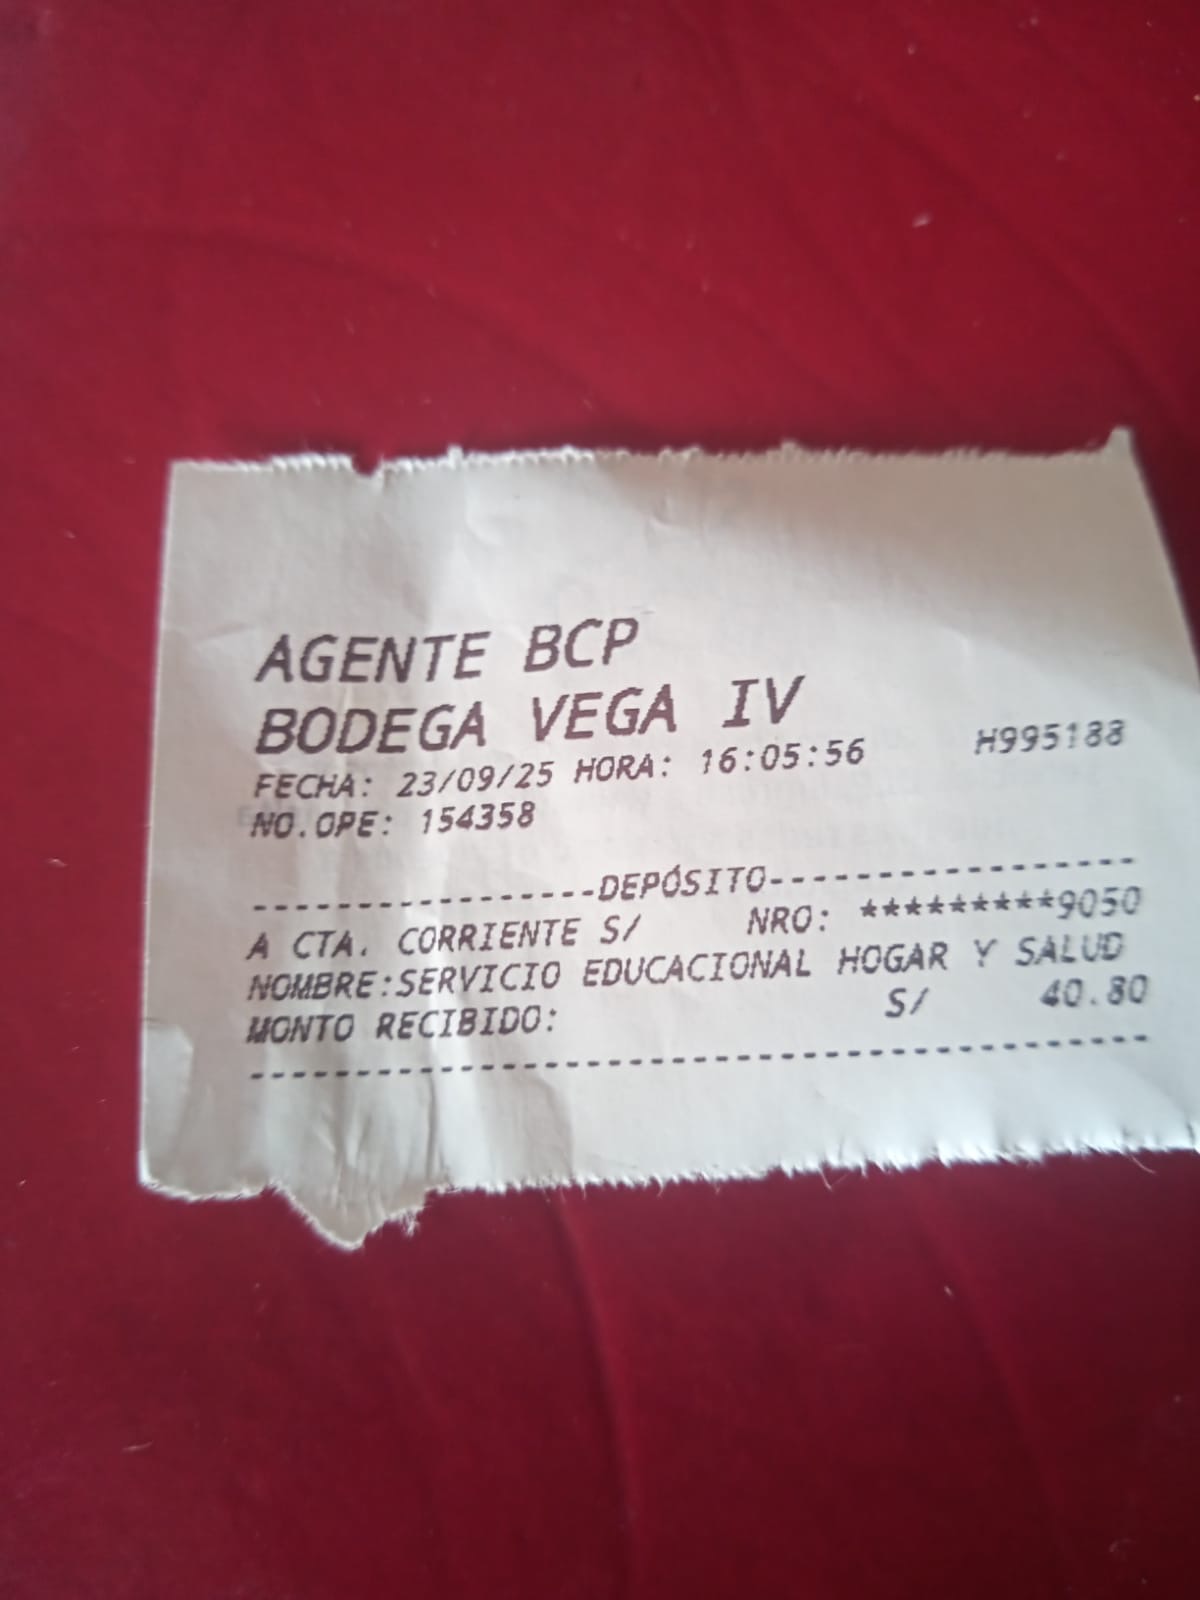 AGENTE BCP
BODEGA VEGA IV
FECHA: 23/09/25 HORA: 16:05:56 H995188
NO.OPE: 154358
-----------------DEPÓSITO-----------------
A CTA. CORRIENTE S/ NRO: *********9050
NOMBRE:SERVICIO EDUCACIONAL HOGAR Y SALUD
MONTO RECIBIDO: S/ 40.80
------------------------------------------